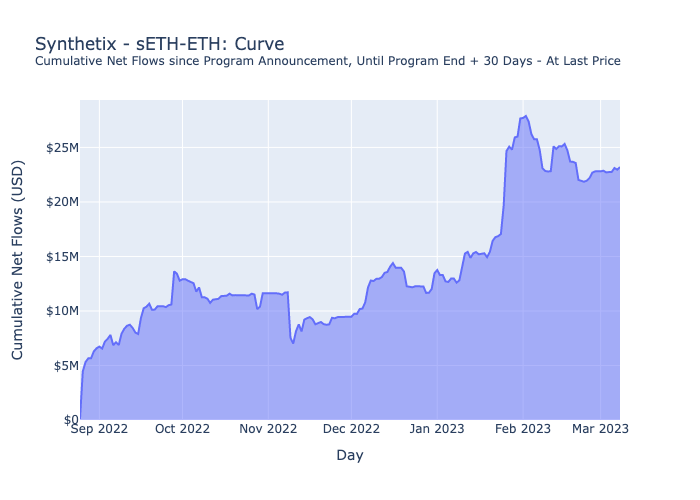 Synthetix - sETH-ETH: Curve
Cumulative Net Flows since Program Announcement, Until Program End + 30 Days - At Last Price
Cumulative Net Flows (USD)
$25M
$20M
$15M
$10M
$5M
$0
Sep 2022 Oct 2022 Nov 2022 Dec 2022 Jan 2023 Feb 2023 Mar 2023
Day